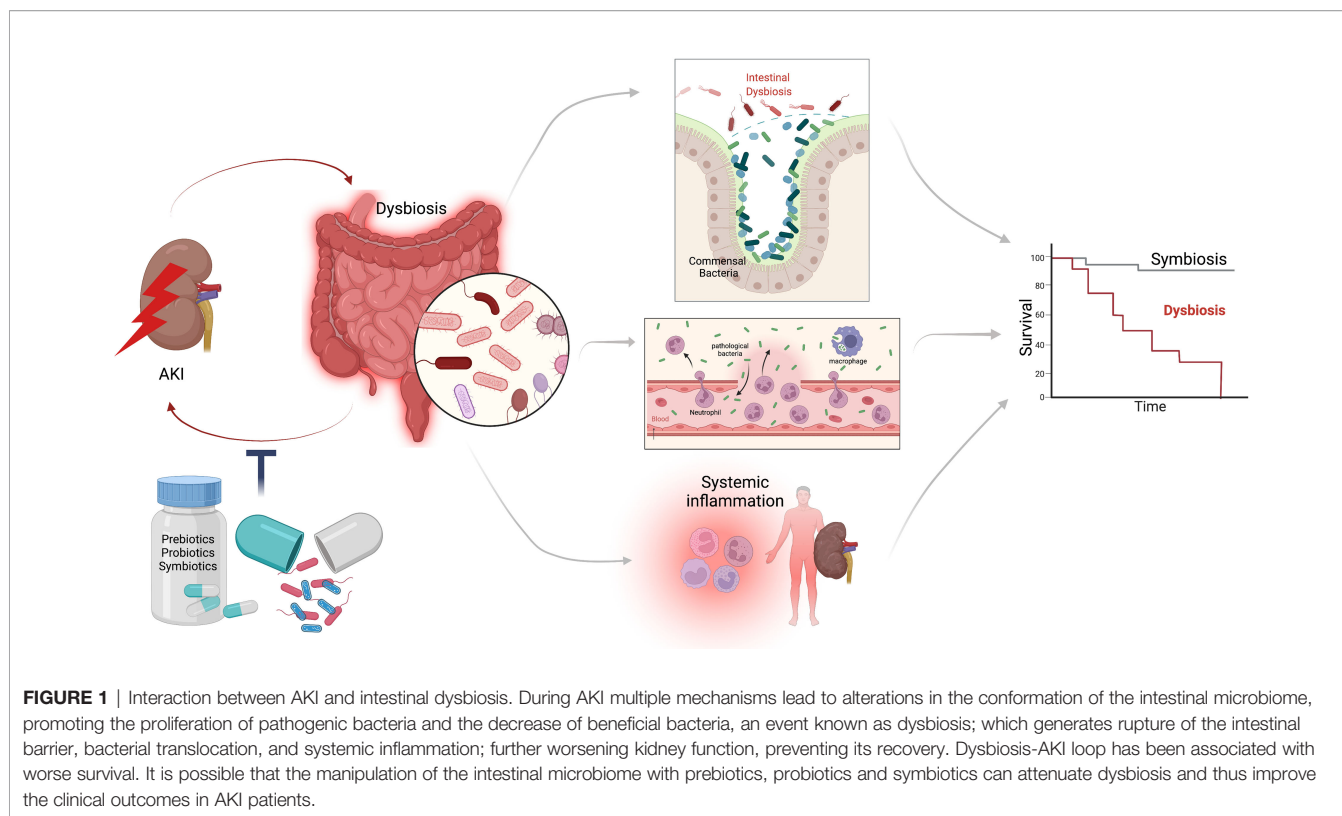 Intestinal
Dysbiosis
Commensal
Bacteria
Dysbiosis
AKI
Prebiotics
Probiotics
Symbiotics
pathological
bacteria
macrophage
Neutrophil
Blood
Systemic
inflammation
Survival
100
80
60
40
20
0
Symbiosis
Dysbiosis
Time
FIGURE 1 | Interaction between AKI and intestinal dysbiosis. During AKI multiple mechanisms lead to alterations in the conformation of the intestinal microbiome,
promoting the proliferation of pathogenic bacteria and the decrease of beneficial bacteria, an event known as dysbiosis; which generates rupture of the intestinal
barrier, bacterial translocation, and systemic inflammation; further worsening kidney function, preventing its recovery. Dysbiosis-AKI loop has been associated with
worse survival. It is possible that the manipulation of the intestinal microbiome with prebiotics, probiotics and symbiotics can attenuate dysbiosis and thus improve
the clinical outcomes in AKI patients.